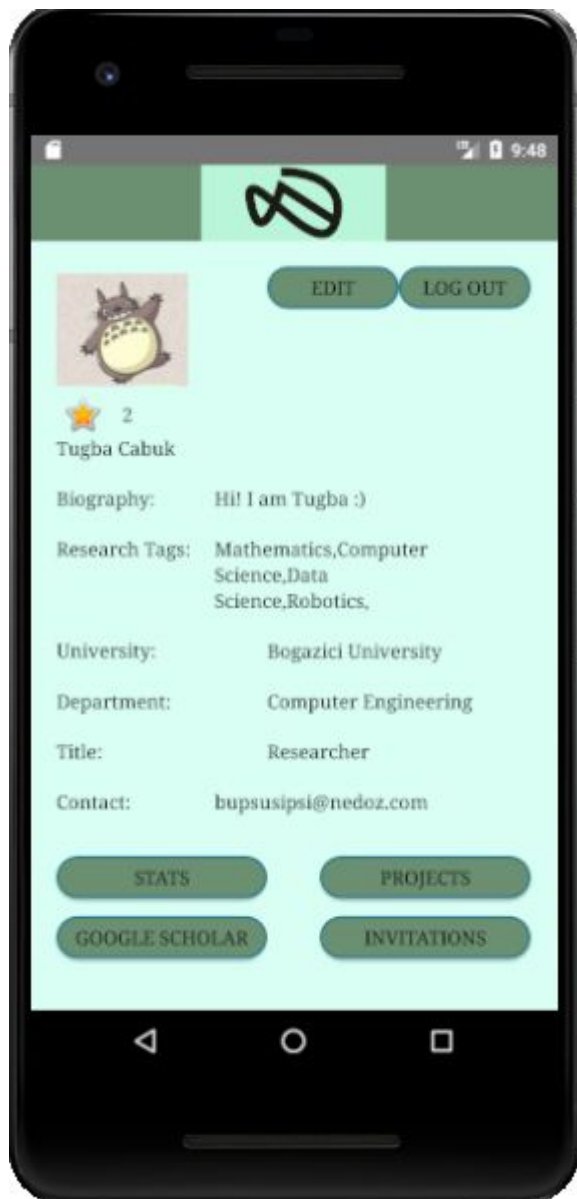 9:48
EDIT
LOG OUT
2
Tugba Cabuk
Biography: Hi! I am Tugba :)
Research Tags: Mathematics,Computer
Science,Data
Science,Robotics,
University: Bogazici University
Department: Computer Engineering
Title: Researcher
Contact: bupsusipsi@nedoz.com
STATS
PROJECTS
GOOGLE SCHOLAR
INVITATIONS